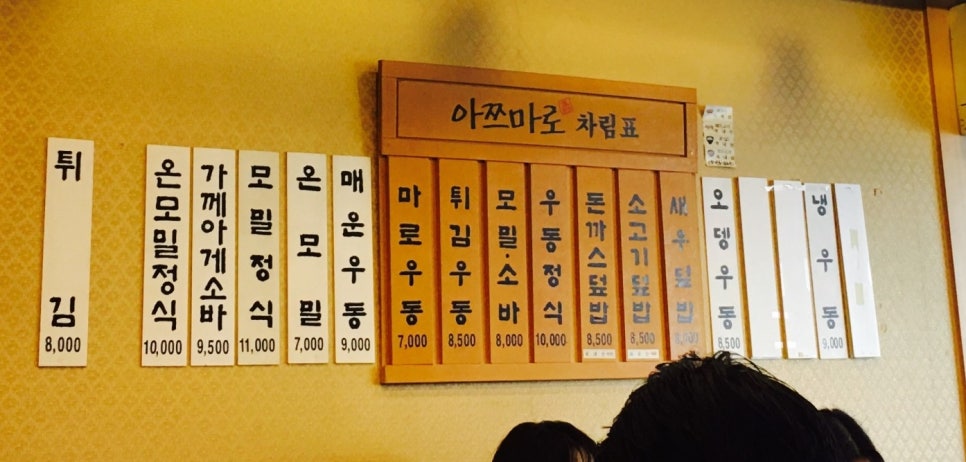 아쯔마로 차림표
튀김 8,000
온모밀정식 10,000
가께아게소바 9,500
모밀정식 11,000
온모밀 7,000
매운우동 9,000
마로우동 7,000
튀김우동 8,500
모밀·소바 8,000
우동정식 10,000
돈까스덮밥 8,500
소고기덮밥 8,500
새우덮밥
오뎅우동 8,500
냉우동 9,000